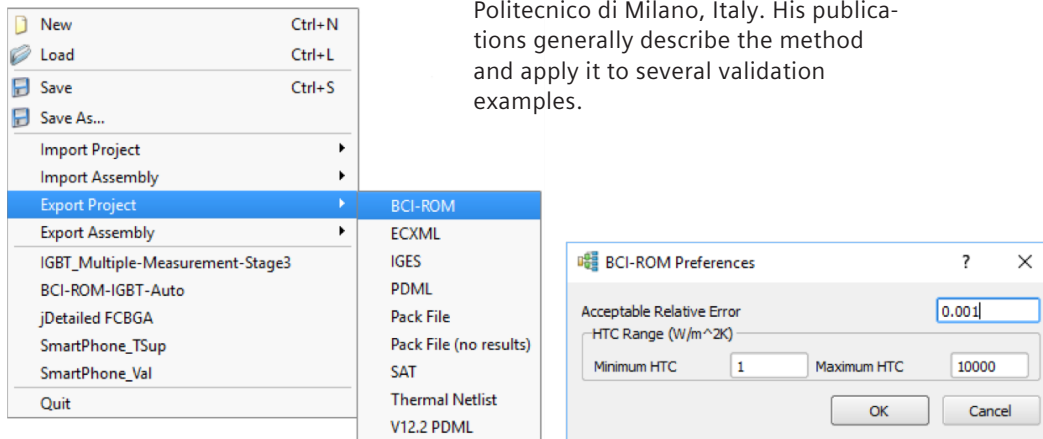 Politecnico di Milano, Italy. His publica-
tions generally describe the method
and apply it to several validation
examples.
New Ctrl+N
Load Ctrl+L
Save Ctrl+S
Save As...
Import Project
Import Assembly
Export Project
Export Assembly
IGBT_Multiple-Measurement-Stage3
BCI-ROM-IGBT-Auto
jDetailed FCBGA
SmartPhone_TSup
SmartPhone_Val
Quit
BCI-ROM
ECXML
IGES
PDML
Pack File
Pack File (no results)
SAT
Thermal Netlist
V12.2 PDML
BCI-ROM Preferences ? ×
Acceptable Relative Error 0.001
HTC Range (W/m^2K)
Minimum HTC 1 Maximum HTC 10000
OK Cancel